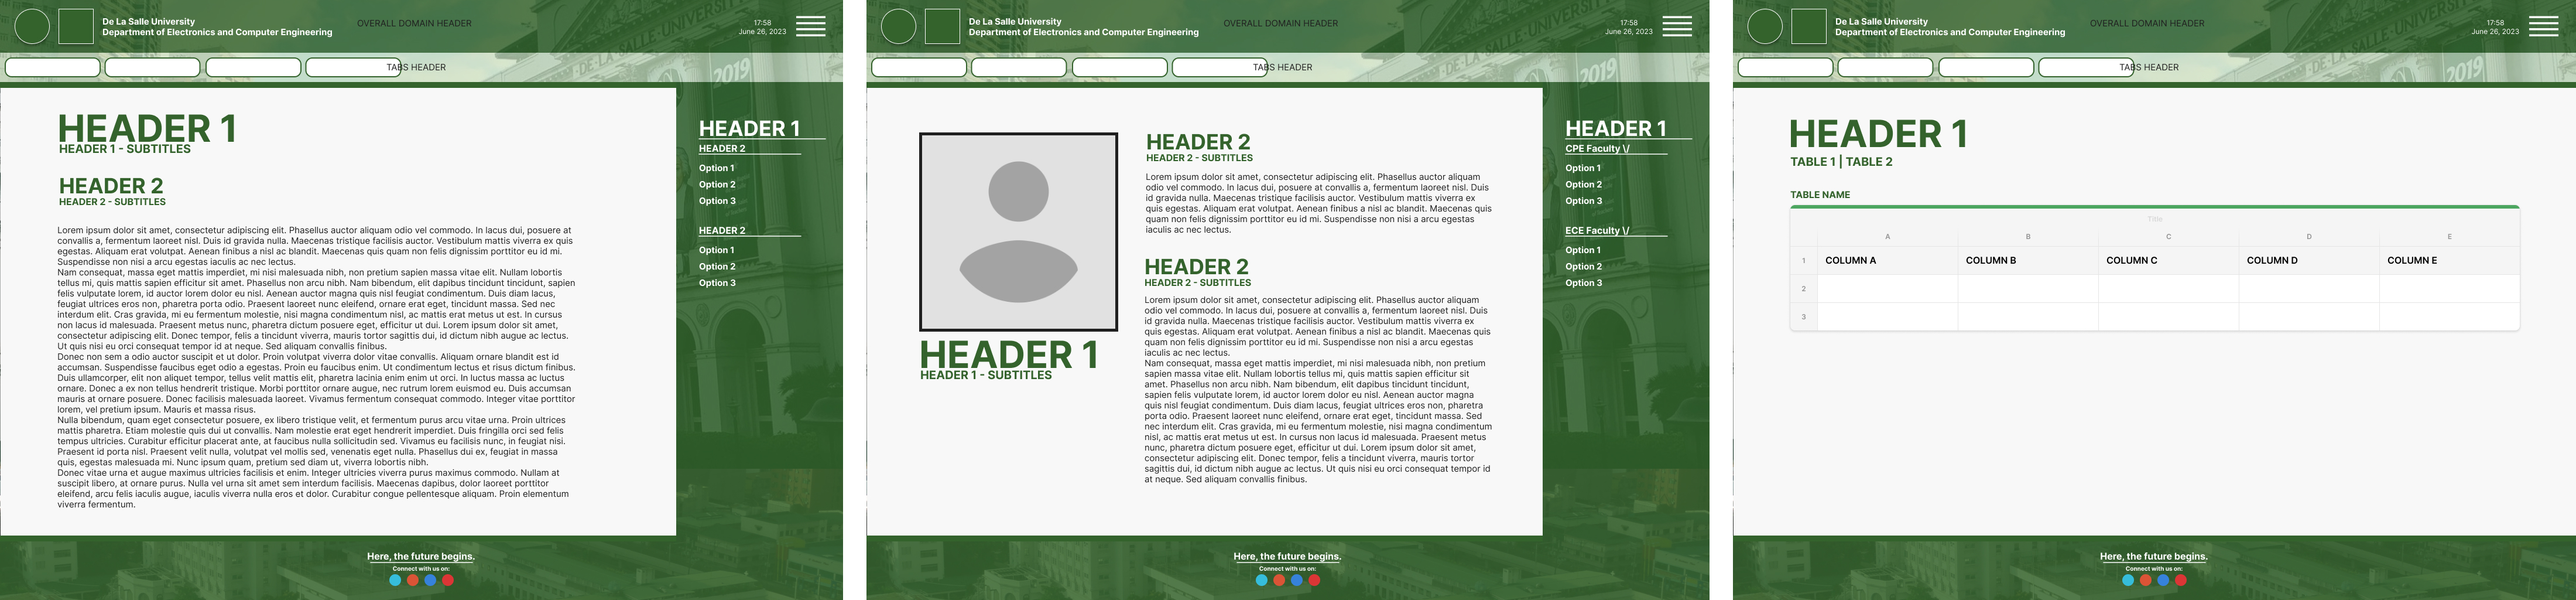 De La Salle University
Department of Electronics and Computer Engineering
OVERALL DOMAIN HEADER
17:58
June 26, 2023
TABS HEADER
2019
HEADER 1
HEADER 1 - SUBTITLES
HEADER 2
HEADER 2 - SUBTITLES
Lorem ipsum dolor sit amet, consectetur adipiscing elit. Phasellus auctor aliquam odio vel commodo. In lacus dui, posuere at
convallis a, fermentum laoreet nisl. Duis id gravida nulla. Maecenas tristique facilisis auctor. Vestibulum mattis viverra ex quis
egestas. Aliquam erat volutpat. Aenean finibus a nisl ac blandit. Maecenas quis quam non felis dignissim porttitor eu id mi.
Suspendisse non nisi a arcu egestas iaculis ac nec lectus.
Nam consequat, massa eget mattis imperdiet, mi nisi malesuada nibh, non pretium sapien massa vitae elit. Nullam lobortis
tellus mi, quis mattis sapien efficitur sit amet. Phasellus non arcu nibh. Nam bibendum, elit dapibus tincidunt tincidunt, sapien
felis vulputate lorem, id auctor lorem dolor eu nisl. Aenean auctor magna quis nisl feugiat condimentum. Duis diam lacus,
feugiat ultrices eros non, pharetra porta odio. Praesent laoreet nunc eleifend, ornare erat eget, tincidunt massa. Sed nec
interdum elit. Cras gravida, mi eu fermentum molestie, nisi magna condimentum nisl, ac mattis erat metus ut est. In cursus
non lacus id malesuada. Praesent metus nunc, pharetra dictum posuere eget, efficitur ut dui. Lorem ipsum dolor sit amet,
consectetur adipiscing elit. Donec tempor, felis a tincidunt viverra, mauris tortor sagittis dui, id dictum nibh augue ac lectus.
Ut quis nisi eu orci consequat tempor id at neque. Sed aliquam convallis finibus.
Donec non sem a odio auctor suscipit et ut dolor. Proin volutpat viverra dolor vitae convallis. Aliquam ornare blandit est id
accumsan. Suspendisse faucibus eget odio a egestas. Proin eu faucibus enim. Ut condimentum lectus et risus dictum finibus.
Duis ullamcorper, elit non aliquet tempor, tellus velit mattis elit, pharetra lacinia enim enim ut orci. In luctus massa ac luctus
ornare. Donec a ex non tellus hendrerit tristique. Morbi porttitor ornare augue, nec rutrum lorem euismod eu. Duis accumsan
mauris ac ornare posuere. Donec facilisis malesuada laoreet. Vivamus fermentum consequat commodo. Integer vitae porttitor
lorem, vel pretium ipsum. Mauris et massa risus.
Nulla bibendum, quam eget consectetur posuere, ex libero tristique velit, et fermentum purus arcu vitae urna. Proin ultrices
mattis pharetra. Etiam molestie quis dui ut convallis. Nam molestie erat eget hendrerit imperdiet. Duis fringilla orci sed felis
tempus ultricies. Curabitur efficitur placerat ante, at faucibus nulla sollicitudin sed. Vivamus eu facilisis nunc, in feugiat nisi.
Praesent id porta nisl. Praesent velit nulla, volutpat vel mollis sed, venenatis eget nulla. Phasellus dui ex, feugiat in massa
quis, egestas malesuada mi. Nunc ipsum quam, pretium sed diam ut, viverra lobortis nibh.
Donec vitae urna et augue maximus ultricies facilisis et enim. Integer ultricies viverra purus maximus commodo. Nullam at
suscipit libero, at ornare purus. Nulla vel urna sit amet sem interdum facilisis. Maecenas dapibus, dolor laoreet porttitor
eleifend, arcu felis iaculis augue, iaculis viverra nulla eros et dolor. Curabitur congue pellentesque aliquam. Proin elementum
viverra fermentum.
HEADER 1
HEADER 2
Option 1
Option 2
Option 3
HEADER 2
Option 1
Option 2
Option 3
Here, the future begins.
Connect with us on:
De La Salle University
Department of Electronics and Computer Engineering
OVERALL DOMAIN HEADER
17:58
June 26, 2023
TABS HEADER
2019
HEADER 1
HEADER 1 - SUBTITLES
HEADER 2
HEADER 2 - SUBTITLES
Lorem ipsum dolor sit amet, consectetur adipiscing elit. Phasellus auctor aliquam
odio vel commodo. In lacus dui, posuere at convallis a, fermentum laoreet nisl. Duis
id gravida nulla. Maecenas tristique facilisis auctor. Vestibulum mattis viverra ex
quis egestas. Aliquam erat volutpat. Aenean finibus a nisl ac blandit. Maecenas quis
quam non felis dignissim porttitor eu id mi. Suspendisse non nisi a arcu egestas
iaculis ac nec lectus.
HEADER 2
HEADER 2 - SUBTITLES
Lorem ipsum dolor sit amet, consectetur adipiscing elit. Phasellus auctor aliquam
odio vel commodo. In lacus dui, posuere at convallis a, fermentum laoreet nisl. Duis
id gravida nulla. Maecenas tristique facilisis auctor. Vestibulum mattis viverra ex
quis egestas. Aliquam erat volutpat. Aenean finibus a nisl ac blandit. Maecenas quis
quam non felis dignissim porttitor eu id mi. Suspendisse non nisi a arcu egestas
iaculis ac nec lectus.
Nam consequat, massa eget mattis imperdiet, mi nisi malesuada nibh, non pretium
sapien massa vitae elit. Nullam lobortis tellus mi, quis mattis sapien efficitur sit
amet. Phasellus non arcu nibh. Nam bibendum, elit dapibus tincidunt tincidunt,
sapien felis vulputate lorem, id auctor lorem dolor eu nisl. Aenean auctor magna
quis nisl feugiat condimentum. Duis diam lacus, feugiat ultrices eros non, pharetra
porta odio. Praesent laoreet nunc eleifend, ornare erat eget, tincidunt massa. Sed
nec interdum elit. Cras gravida, mi eu fermentum molestie, nisi magna condimentum
nisl, ac mattis erat metus ut est. In cursus non lacus id malesuada. Praesent metus
nunc, pharetra dictum posuere eget, efficitur ut dui. Lorem ipsum dolor sit amet,
consectetur adipiscing elit. Donec tempor, felis a tincidunt viverra, mauris tortor
sagittis dui, id dictum nibh augue ac lectus. Ut quis nisi eu orci consequat tempor id
at neque. Sed aliquam convallis finibus.
HEADER 1
CPE Faculty \/
Option 1
Option 2
Option 3
ECE Faculty \/
Option 1
Option 2
Option 3
Here, the future begins.
Connect with us on:
De La Salle University
Department of Electronics and Computer Engineering
OVERALL DOMAIN HEADER
17:58
June 26, 2023
TABS HEADER
2019
HEADER 1
TABLE 1 | TABLE 2
TABLE NAME
Title
A B C D E
1 COLUMN A COLUMN B COLUMN C COLUMN D COLUMN E
2
3
Here, the future begins.
Connect with us on: